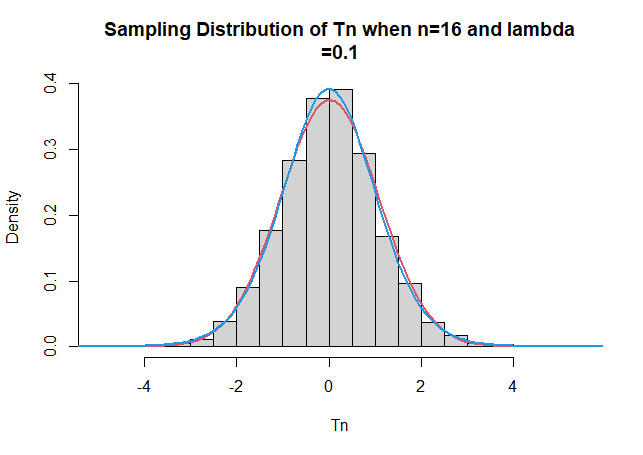 Sampling Distribution of Tn when n=16 and lambda
=0.1
Density
0.4
0.3
0.2
0.1
0.0
-4 -2 0 2 4
Tn